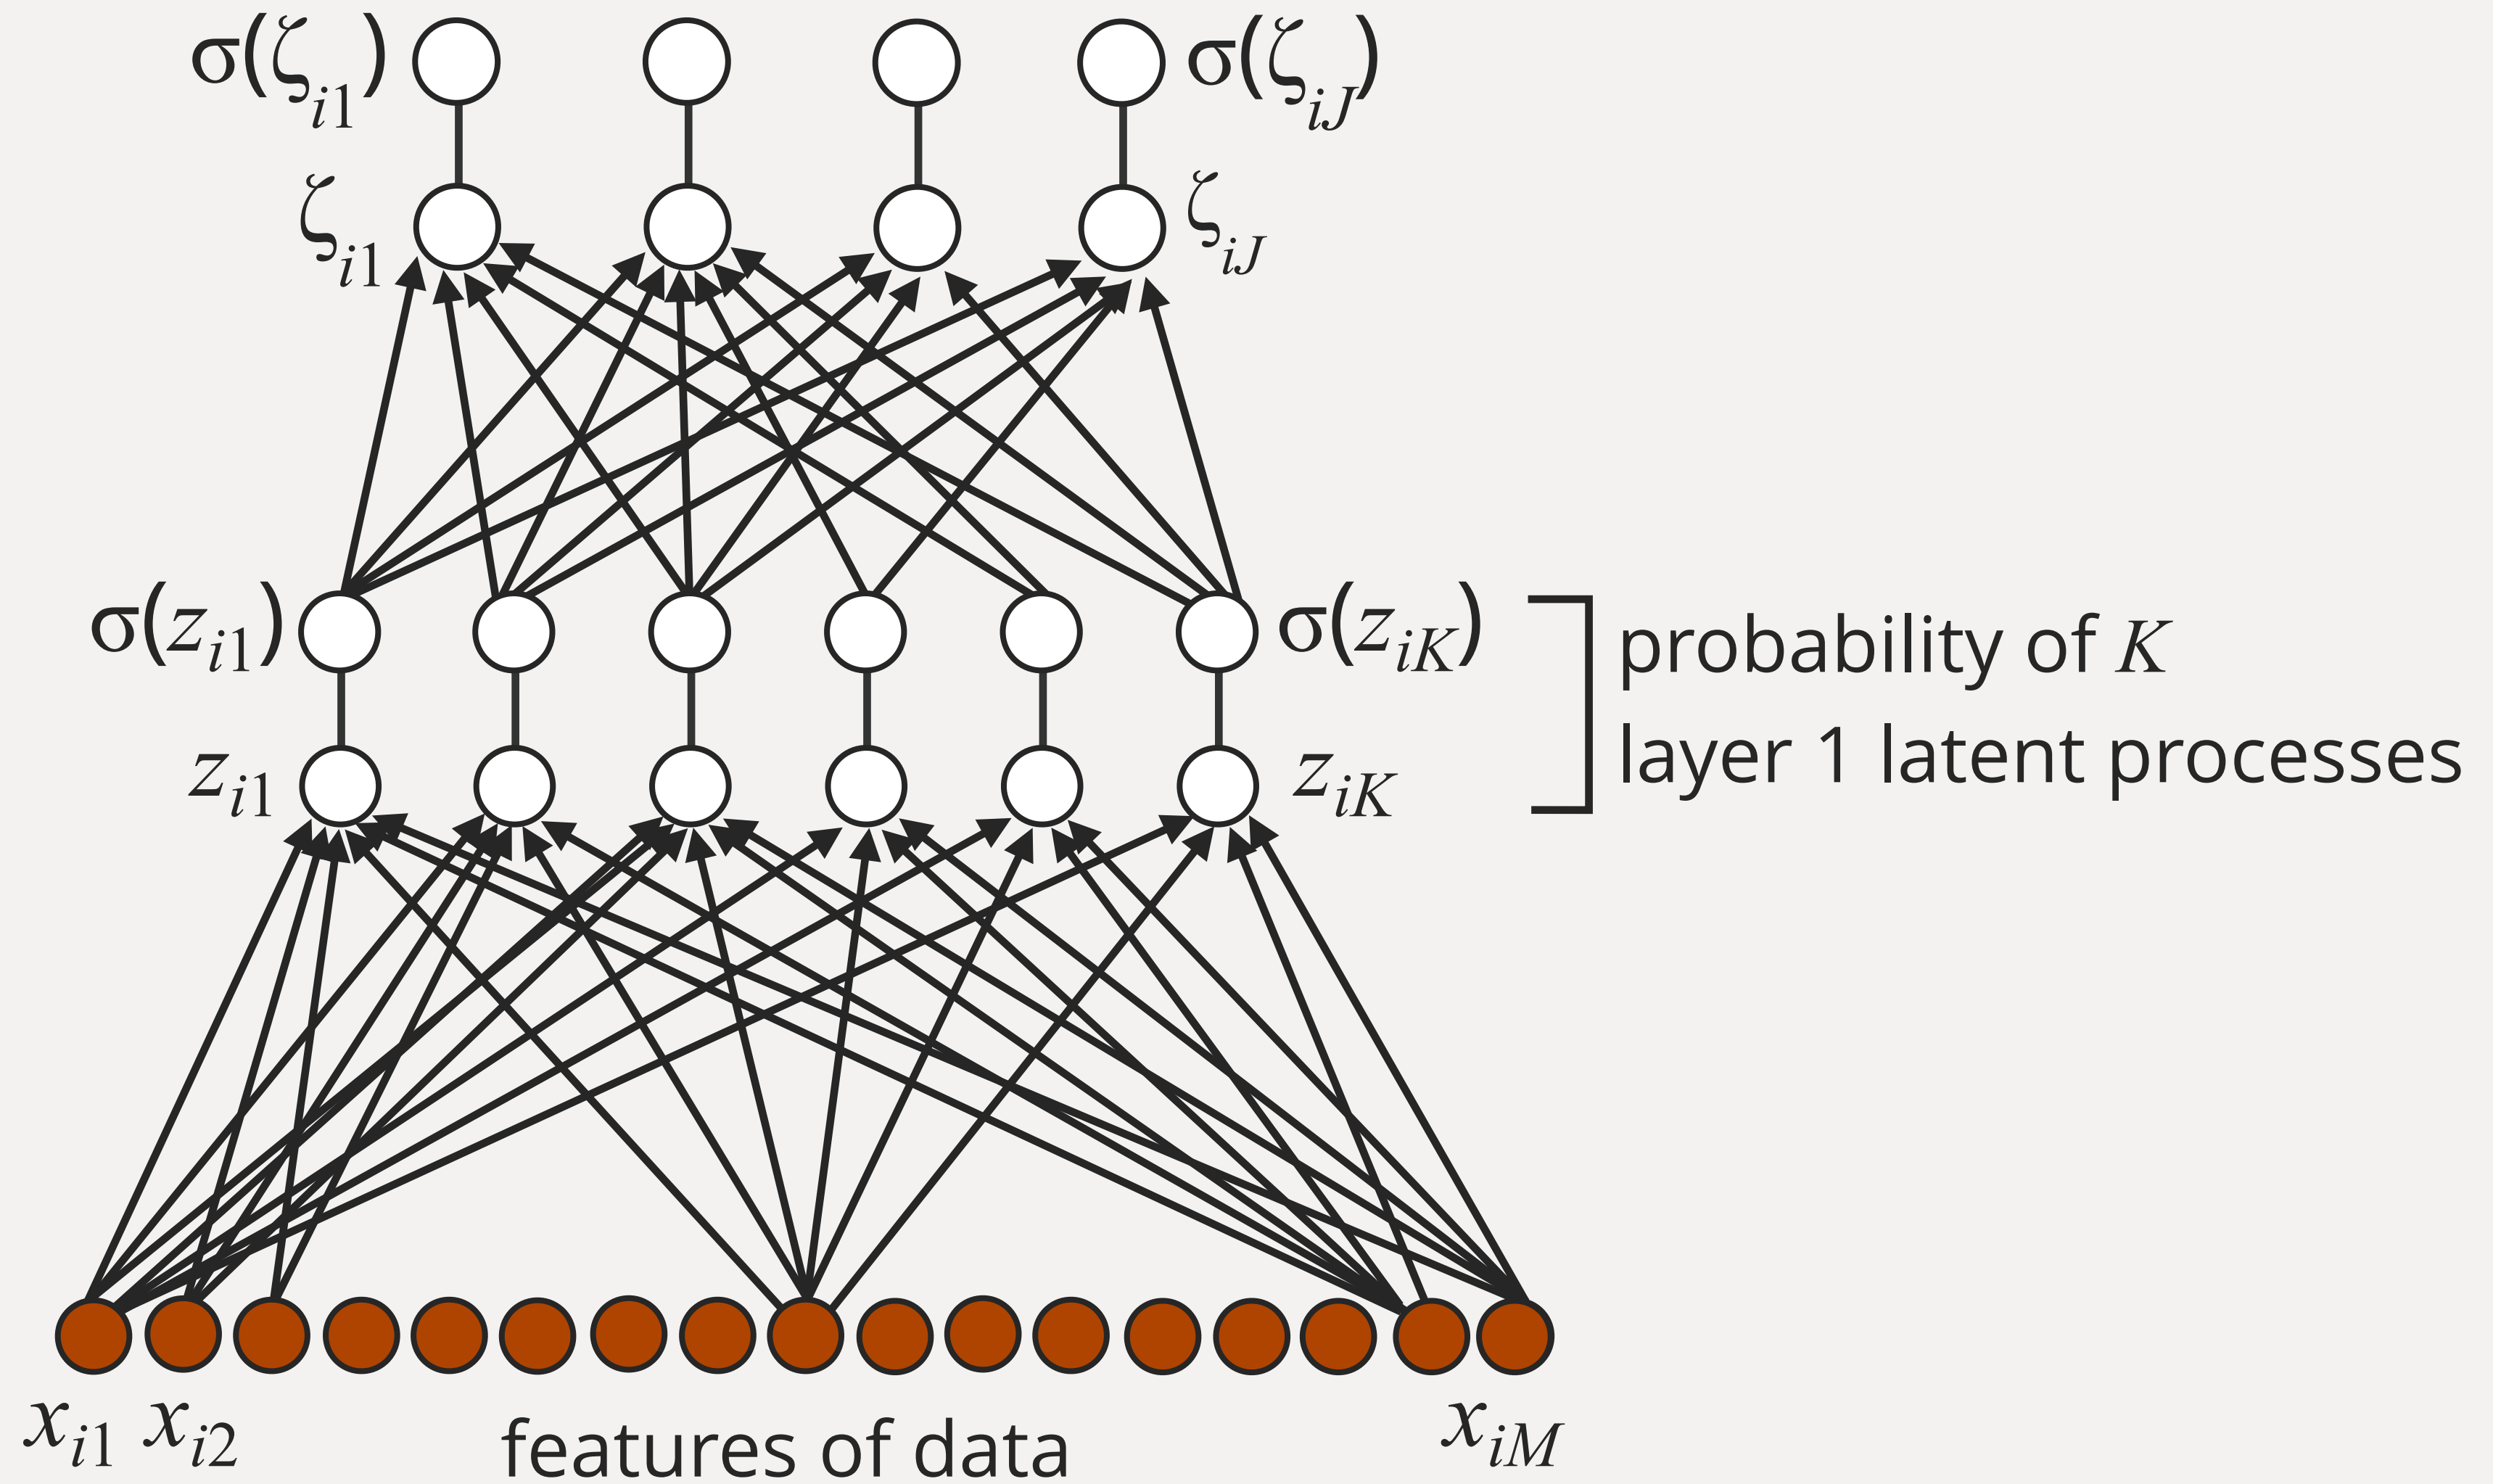 σ(ζi1) σ(ζiJ)
ζi1 ζiJ
σ(zi1) σ(ziK) probability of K
zi1 ziK layer 1 latent processes
xi1 xi2 features of data xiM